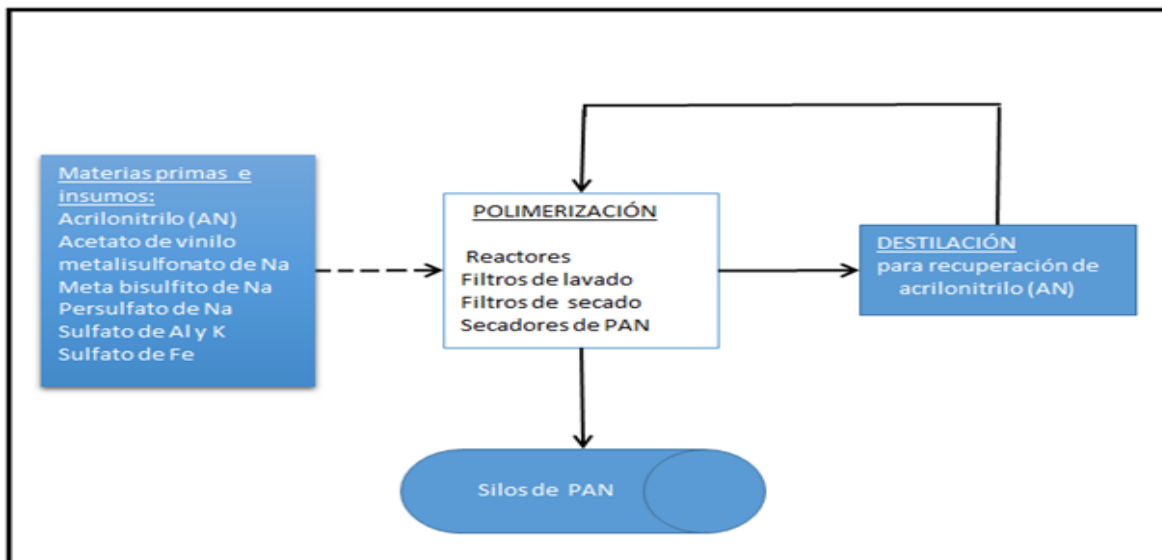 Materias primas e
insumos:
Acrilonitrilo (AN)
Acetato de vinilo
metalisulfonato de Na
Meta bisulfito de Na
Persulfato de Na
Sulfato de Al y K
Sulfato de Fe
POLIMERIZACIÓN
Reactores
Filtros de lavado
Filtros de secado
Secadores de PAN
DESTILACIÓN
para recuperación de
acrilonitrilo (AN)
Silos de PAN